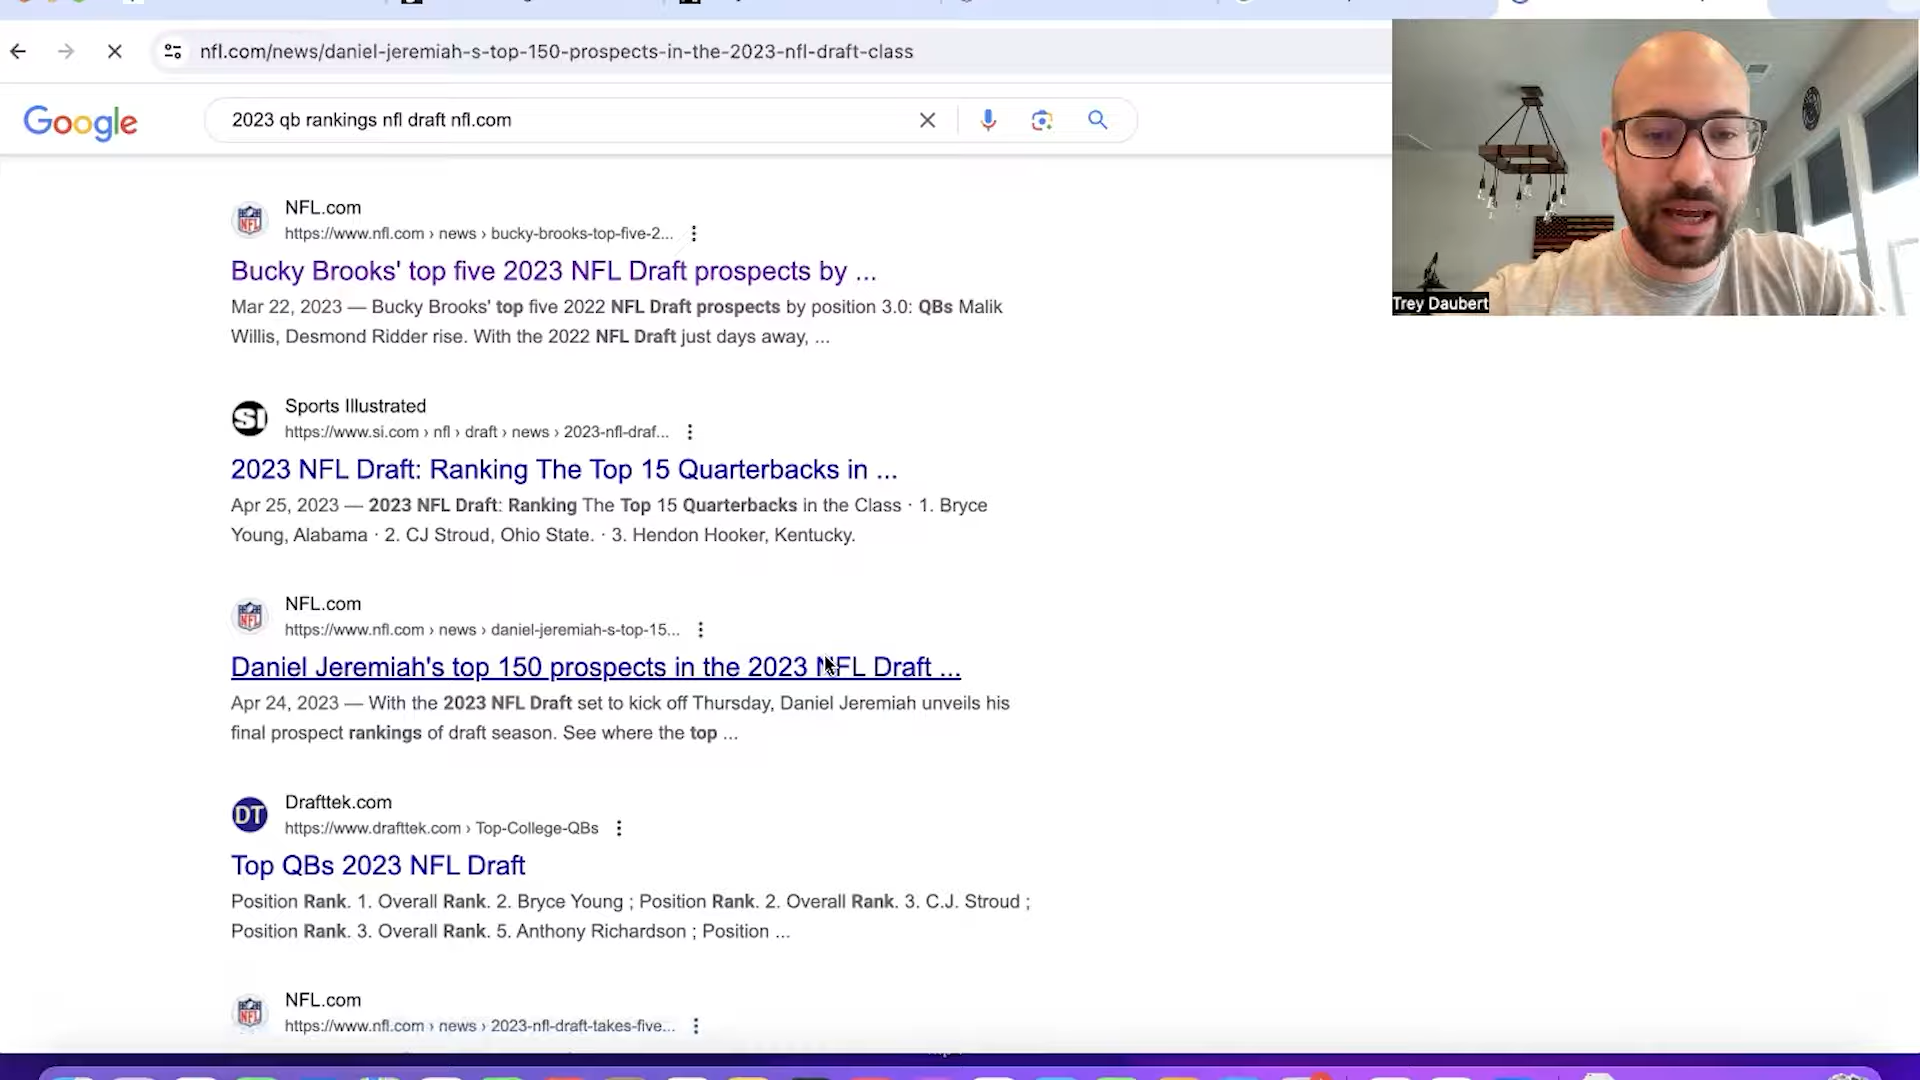 nfl.com/news/daniel-jeremiah-s-top-150-prospects-in-the-2023-nfl-draft-class
Google
2023 qb rankings nfl draft nfl.com
NFL.com
https://www.nfl.com › news › bucky-brooks-top-five-2...
Bucky Brooks' top five 2023 NFL Draft prospects by ...
Mar 22, 2023 — Bucky Brooks' top five 2022 NFL Draft prospects by position 3.0: QBs Malik
Willis, Desmond Ridder rise. With the 2022 NFL Draft just days away, ...
SI
Sports Illustrated
https://www.si.com › nfl › draft › news › 2023-nfl-draf...
2023 NFL Draft: Ranking The Top 15 Quarterbacks in ...
Apr 25, 2023 — 2023 NFL Draft: Ranking The Top 15 Quarterbacks in the Class · 1. Bryce
Young, Alabama · 2. CJ Stroud, Ohio State. · 3. Hendon Hooker, Kentucky.
NFL.com
https://www.nfl.com › news › daniel-jeremiah-s-top-15...
Daniel Jeremiah's top 150 prospects in the 2023 NFL Draft ...
Apr 24, 2023 — With the 2023 NFL Draft set to kick off Thursday, Daniel Jeremiah unveils his
final prospect rankings of draft season. See where the top ...
DT
Drafttek.com
https://www.drafttek.com › Top-College-QBs
Top QBs 2023 NFL Draft
Position Rank. 1. Overall Rank. 2. Bryce Young ; Position Rank. 2. Overall Rank. 3. C.J. Stroud ;
Position Rank. 3. Overall Rank. 5. Anthony Richardson ; Position ...
NFL.com
https://www.nfl.com › news › 2023-nfl-draft-takes-five...
Trey Daubert